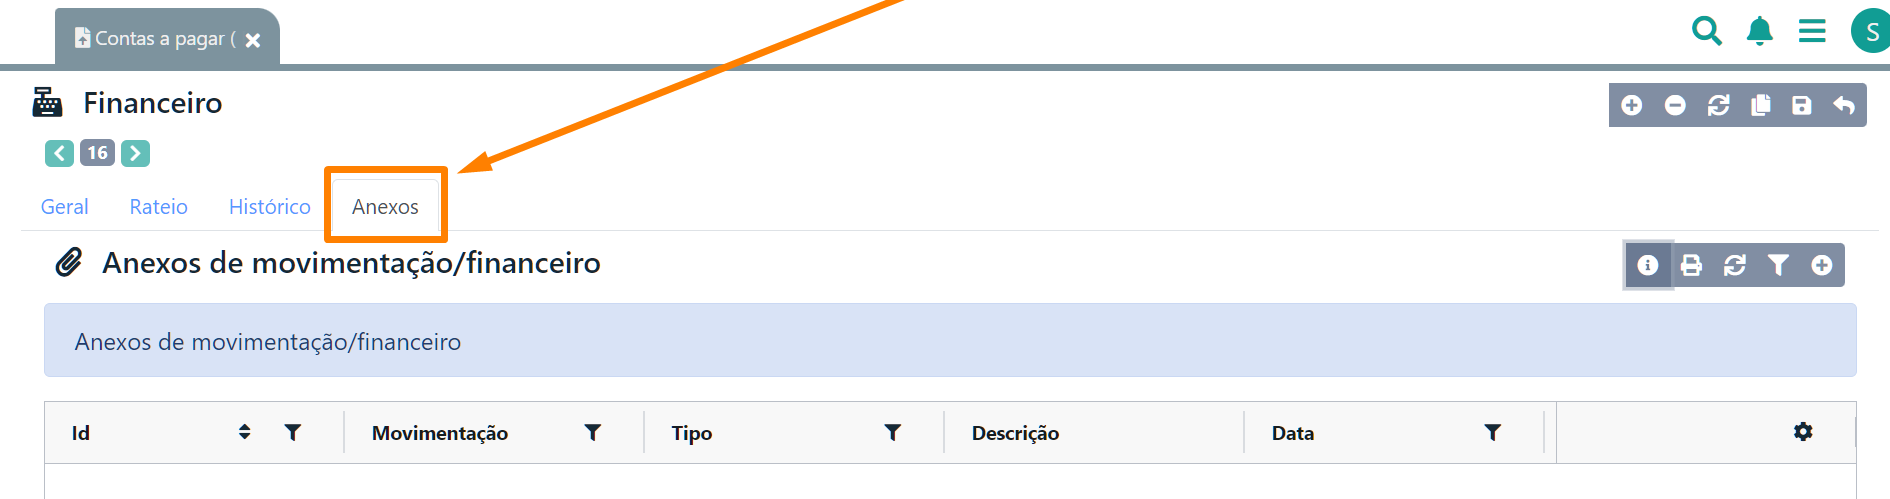 Contas a pagar (
S
Financeiro
16
Geral Rateio Histórico Anexos
Anexos de movimentação/financeiro
Anexos de movimentação/financeiro
Id Movimentação Tipo Descrição Data